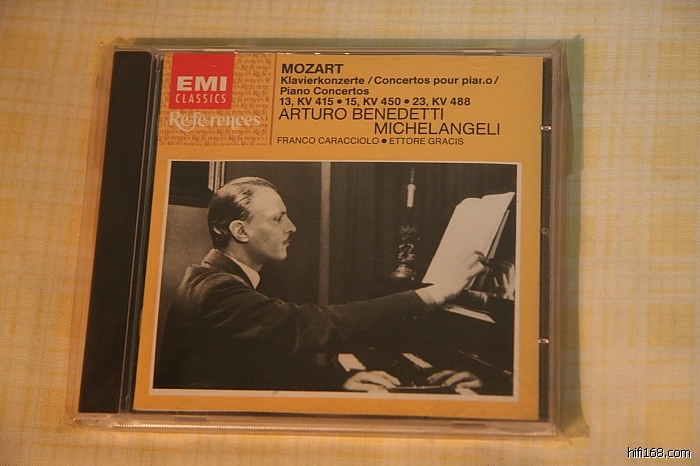 EMI
CLASSICS
References
MOZART
Klavierkonzerte / Concertos pour piano /
Piano Concertos
13, KV 415 • 15, KV 450 • 23, KV 488
ARTURO BENEDETTI
MICHELANGELI
FRANCO CARACCIOLO • ETTORE GRACIS
hifi168.com